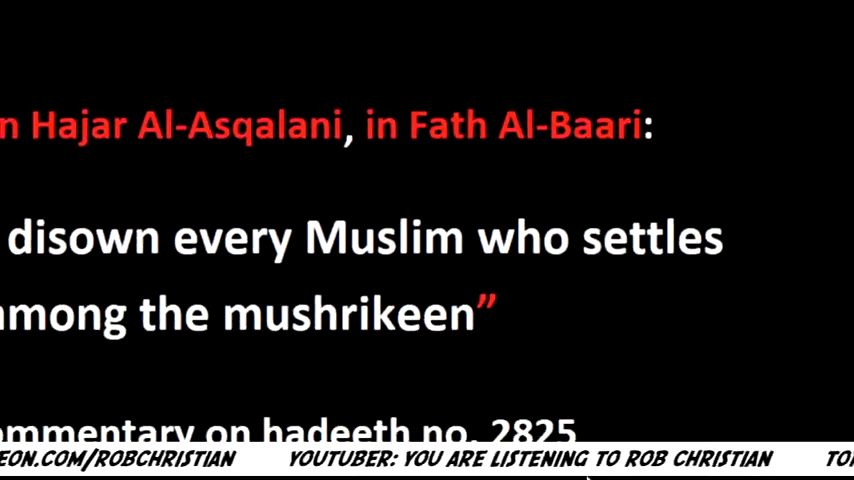 n Hajar Al-Asqalani, in Fath Al-Baari:
disown every Muslim who settles
among the mushrikeen”
ommentary on hadeeth no. 2825
EON.COM/ROBCHRISTIAN YOUTUBER: YOU ARE LISTENING TO ROB CHRISTIAN TO